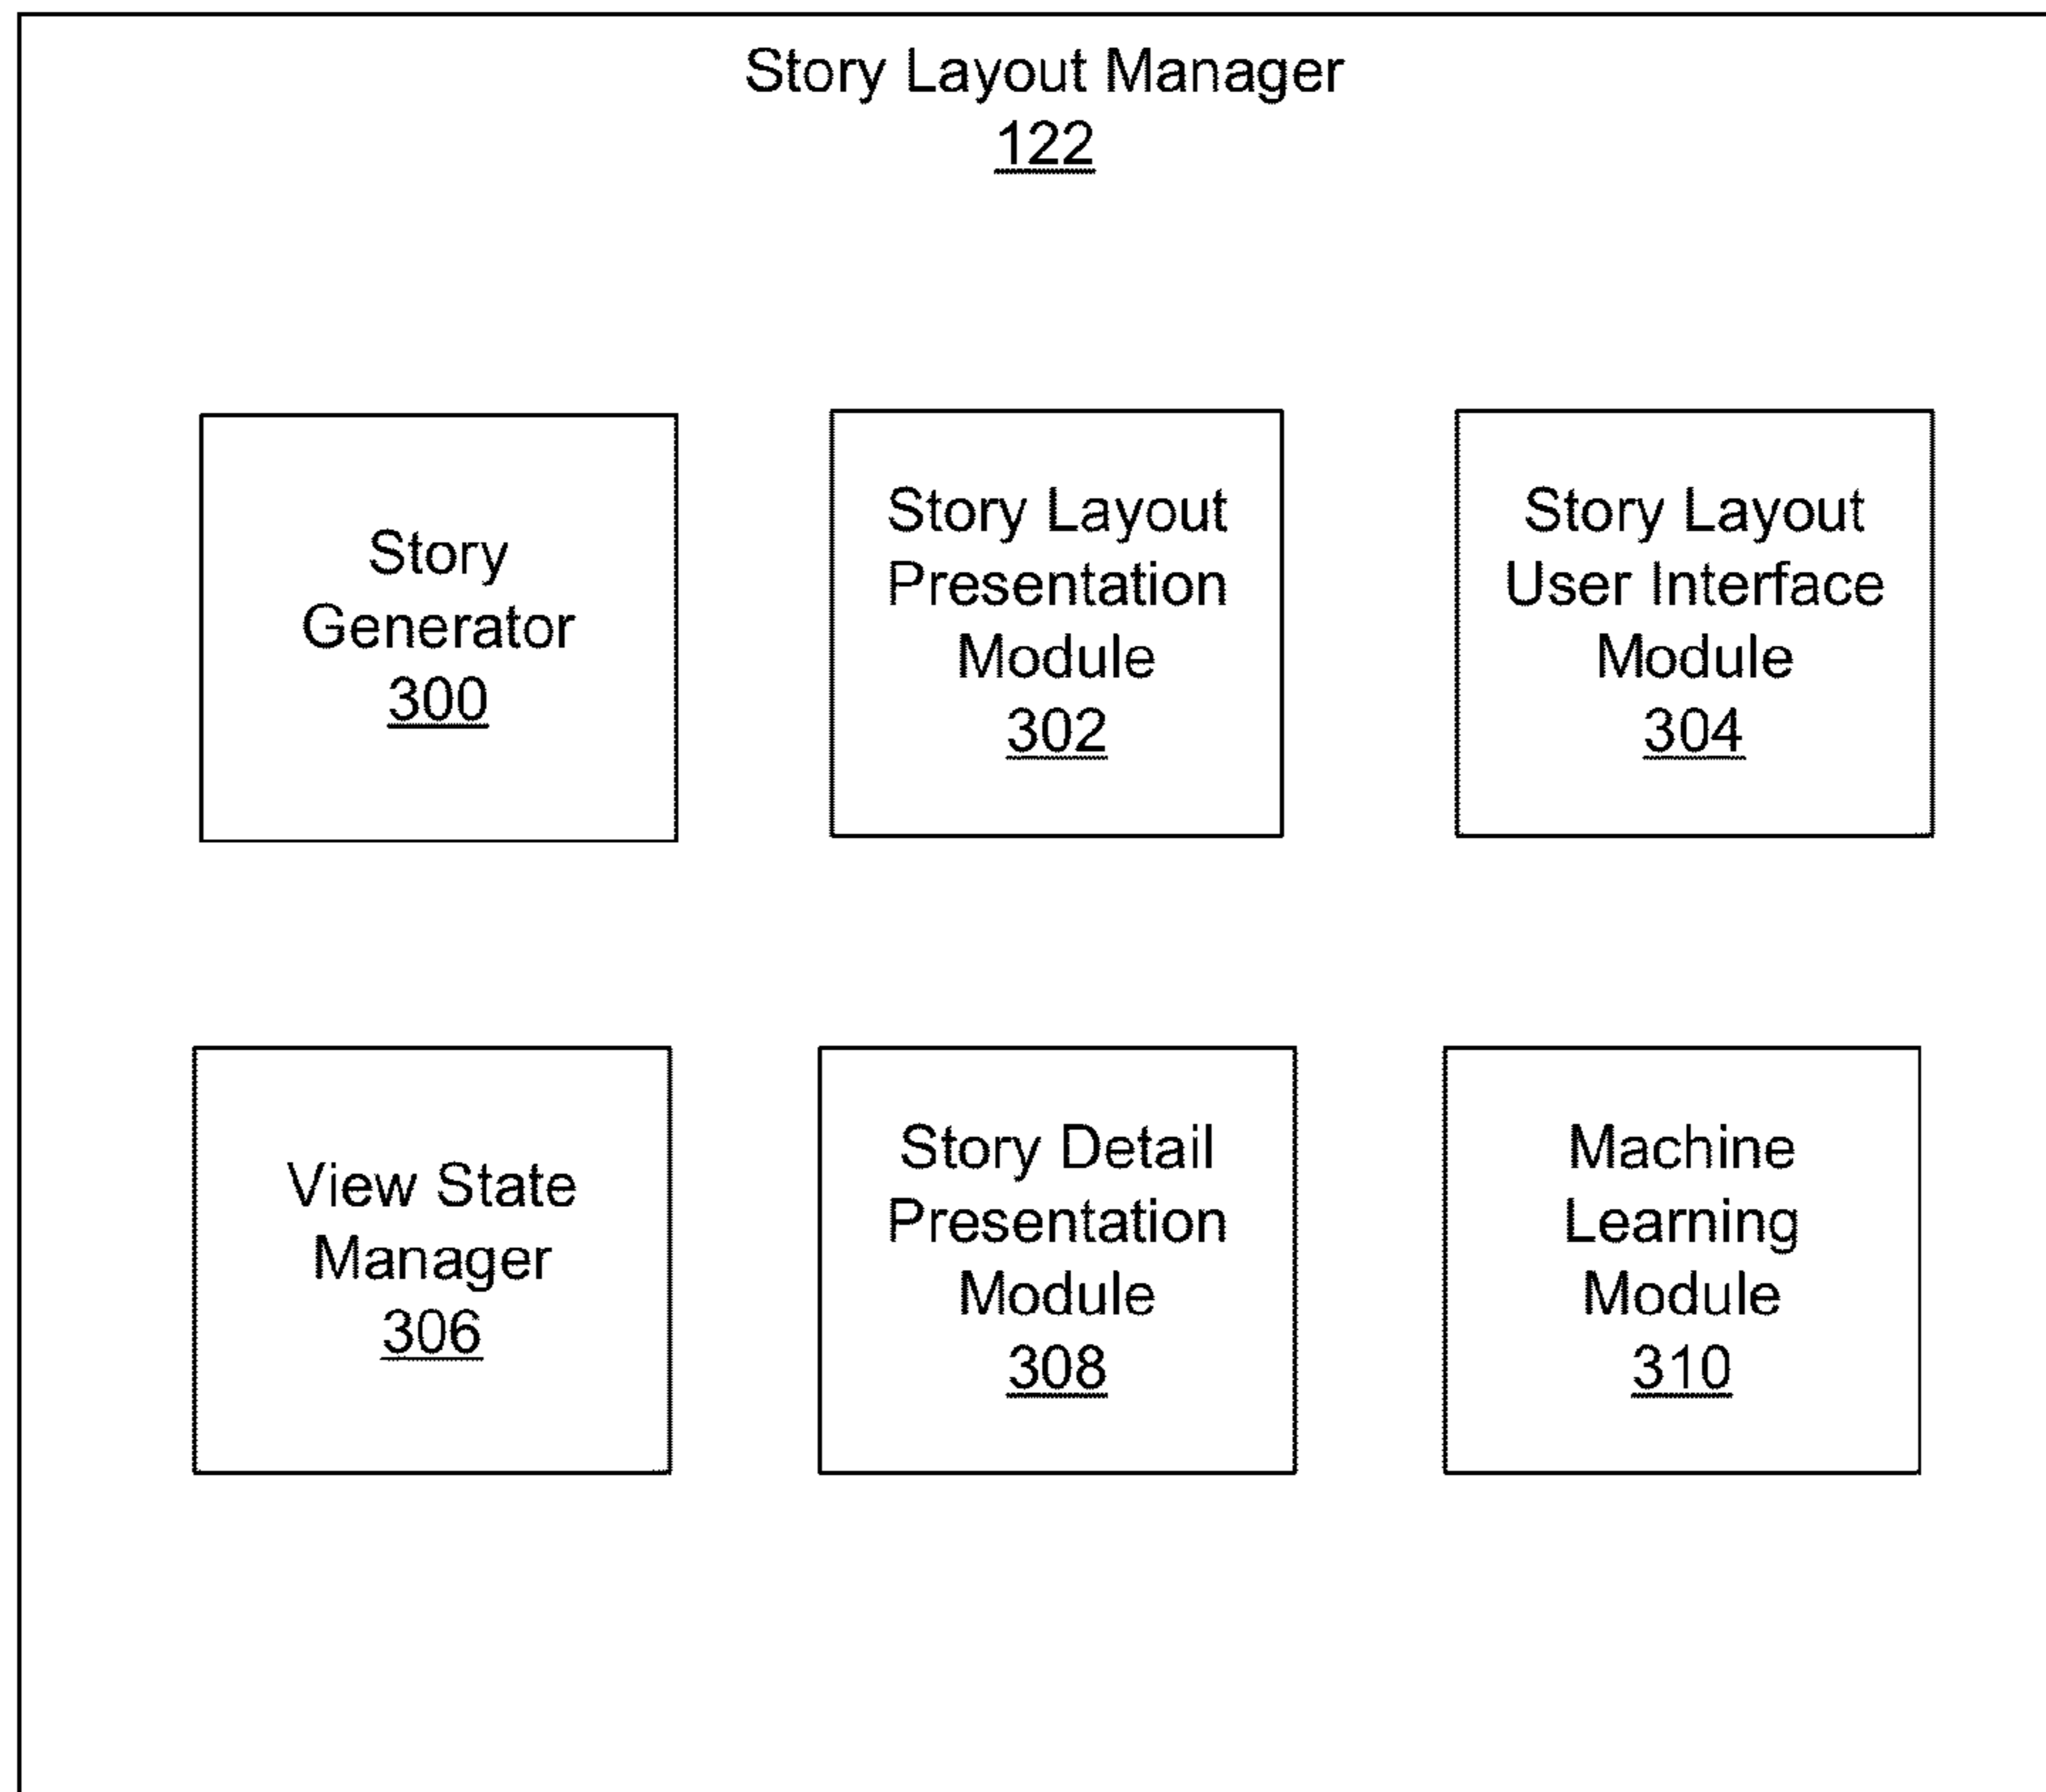 Story Layout Manager
122
Story
Generator
300
Story Layout
Presentation
Module
302
Story Layout
User Interface
Module
304
View State
Manager
306
Story Detail
Presentation
Module
308
Machine
Learning
Module
310